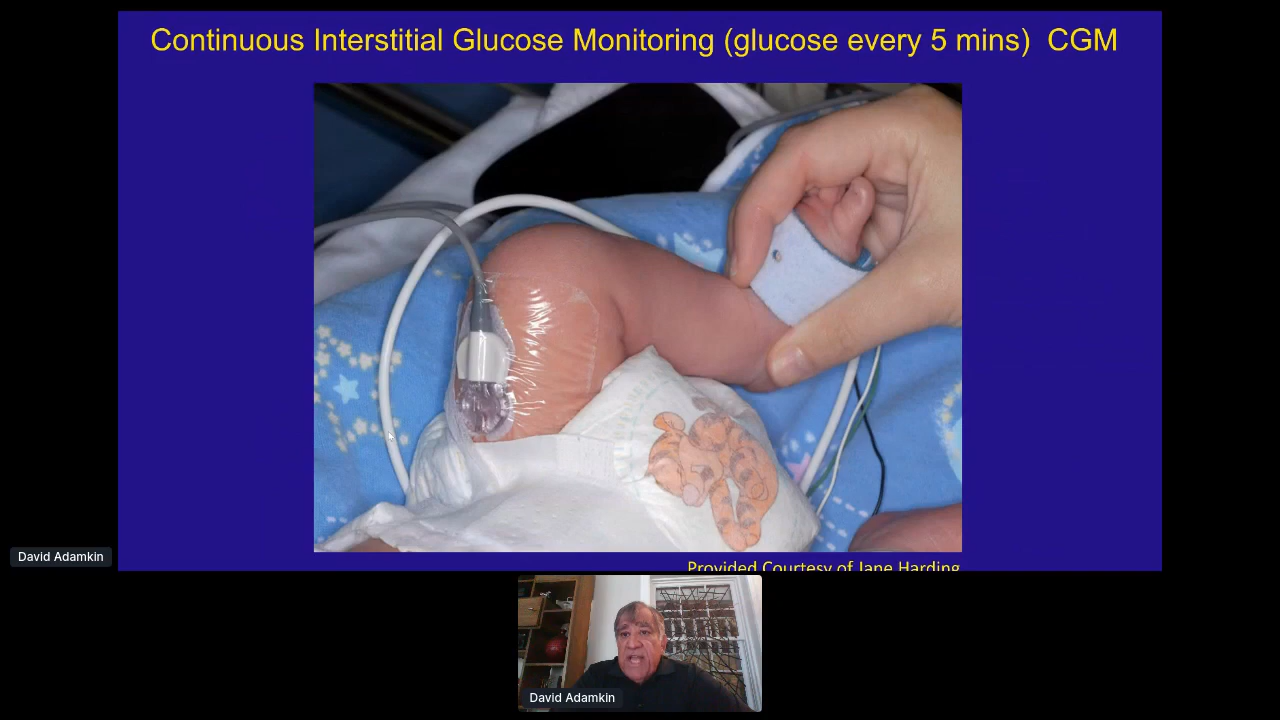 Continuous Interstitial Glucose Monitoring (glucose every 5 mins)  CGM
David Adamkin
Provided Courtesy of Jane Harding
David Adamkin